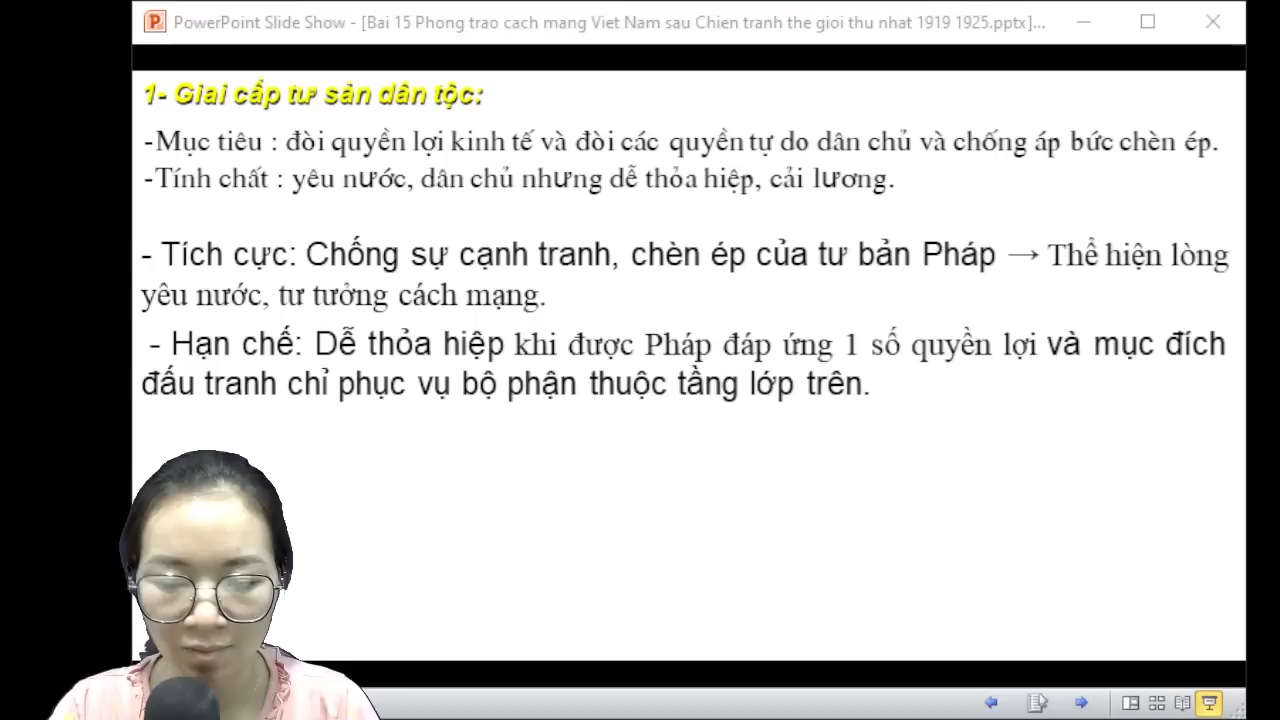 PowerPoint Slide Show - [Bai 15 Phong trao cach mang Viet Nam sau Chien tranh the gioi thu nhat 1919 1925.pptx]...
1- Giai cấp tư sản dân tộc:
-Mục tiêu : đòi quyền lợi kinh tế và đòi các quyền tự do dân chủ và chống áp bức chèn ép.
-Tính chất : yêu nước, dân chủ nhưng dễ thỏa hiệp, cải lương.
- Tích cực: Chống sự cạnh tranh, chèn ép của tư bản Pháp → Thể hiện lòng
yêu nước, tư tưởng cách mạng.
- Hạn chế: Dễ thỏa hiệp khi được Pháp đáp ứng 1 số quyền lợi và mục đích
đấu tranh chỉ phục vụ bộ phận thuộc tầng lớp trên.